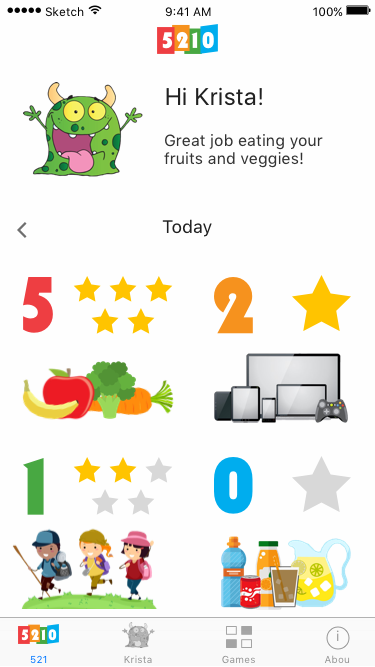 Sketch 9:41 AM 100%
5210
Hi Krista!
Great job eating your
fruits and veggies!
Today
5 2
1 0
5210
521 Krista Games Abou